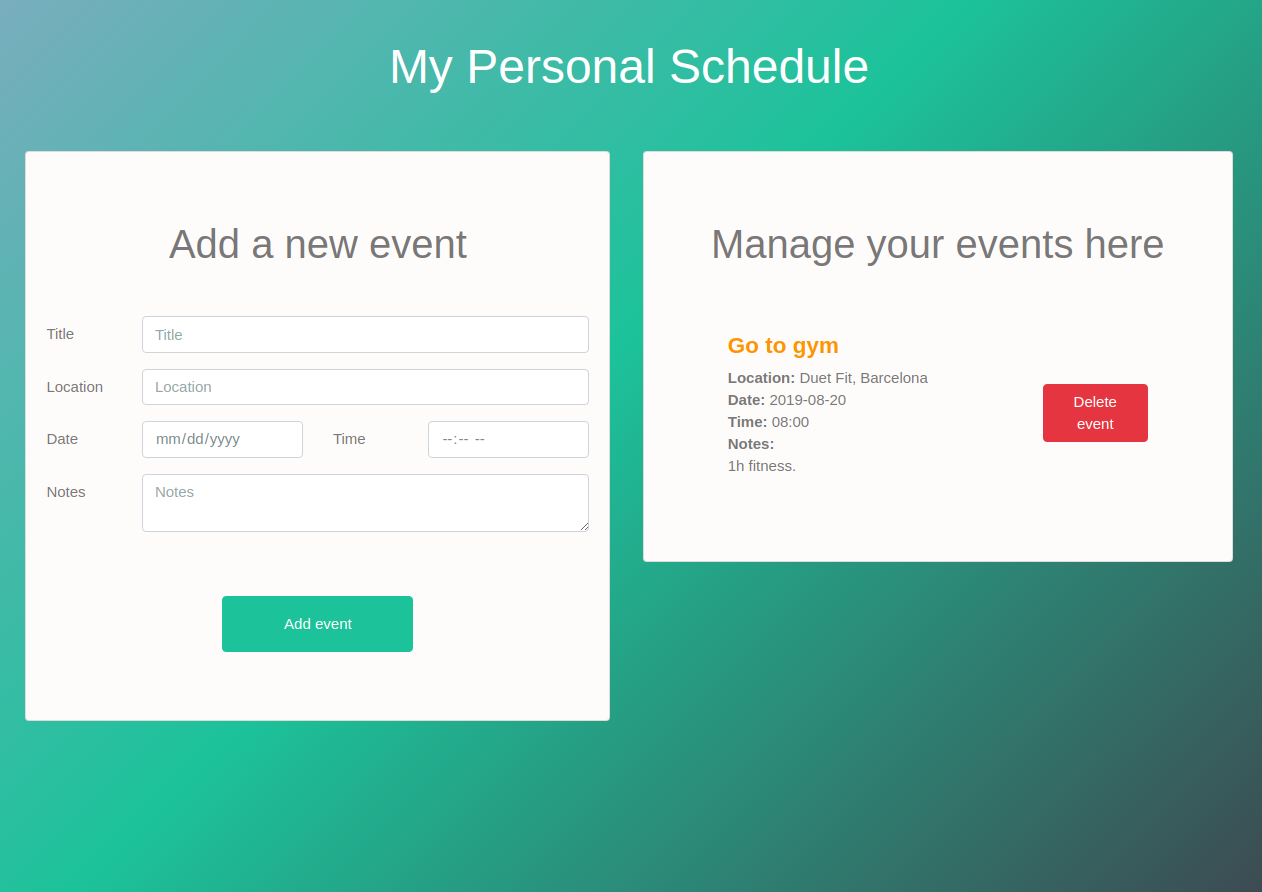 My Personal Schedule
Add a new event
Title
Title
Location
Location
Date
mm/dd/yyyy
Time
--:-- --
Notes
Notes
Add event
Manage your events here
Go to gym
Location: Duet Fit, Barcelona
Date: 2019-08-20
Time: 08:00
Notes:
1h fitness.
Delete
event